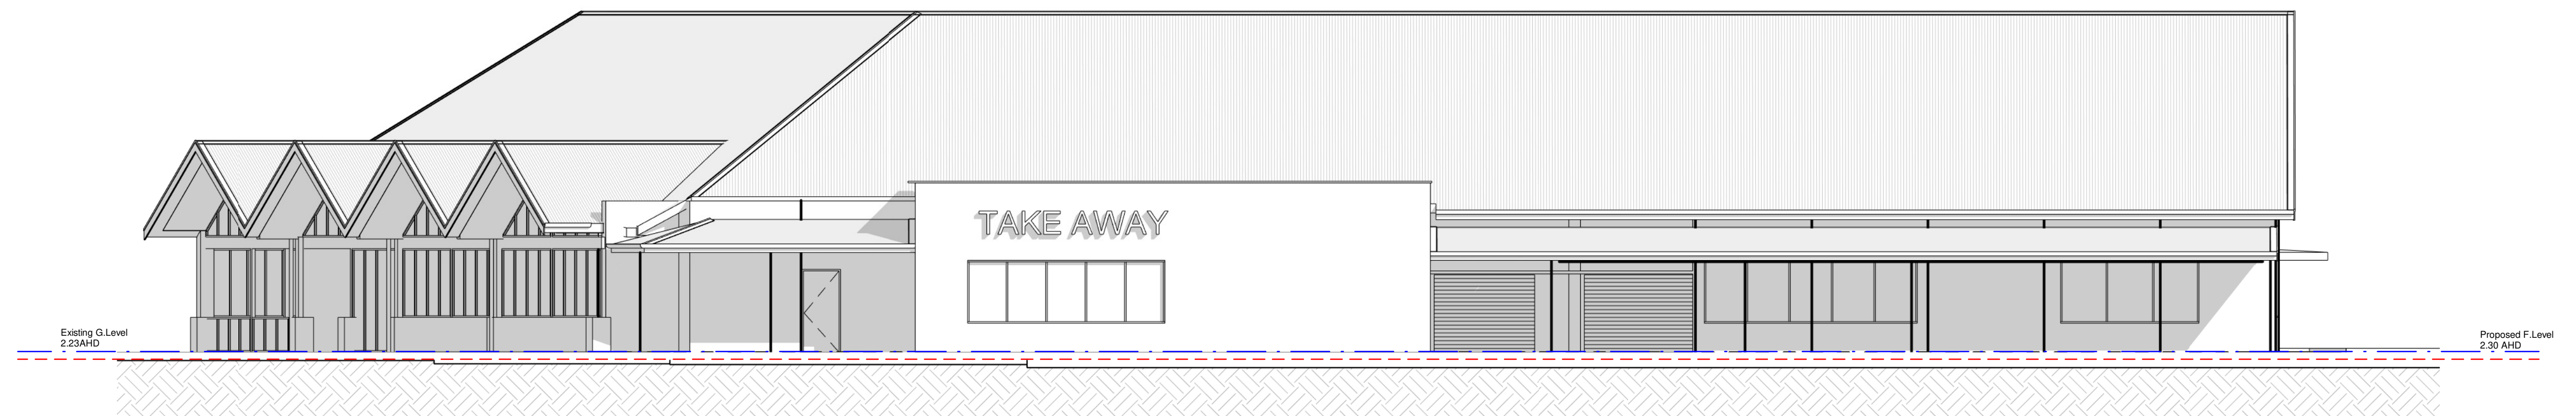 TAKE AWAY
Existing G.Level
2.23AHD
Proposed F.Level
2.30 AHD